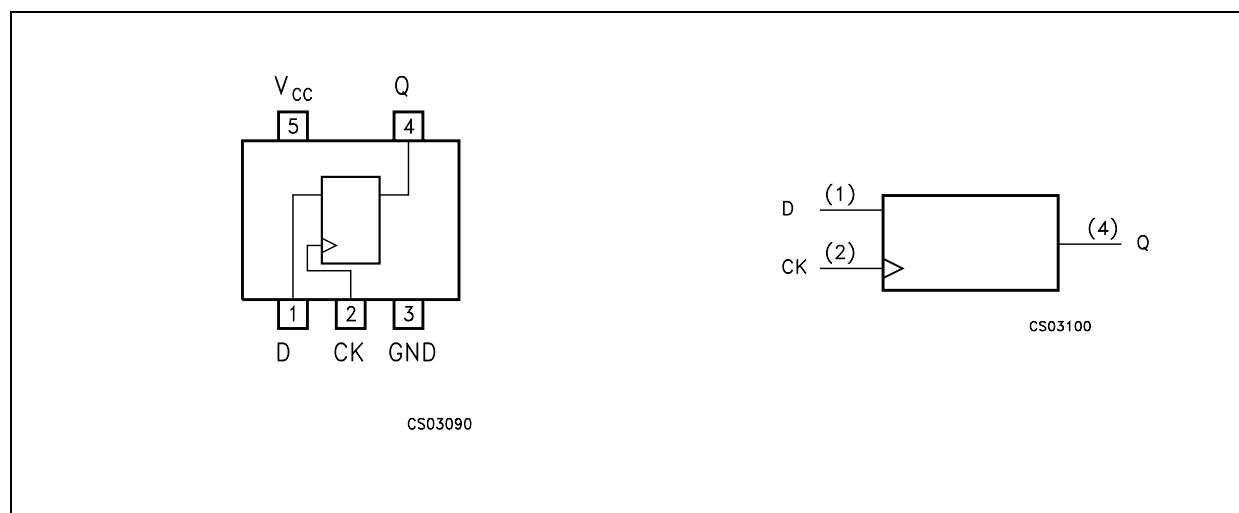 VCC Q
5 4
1 2 3
D CK GND
CS03090
D (1)
CK (2)
(4) Q
CS03100